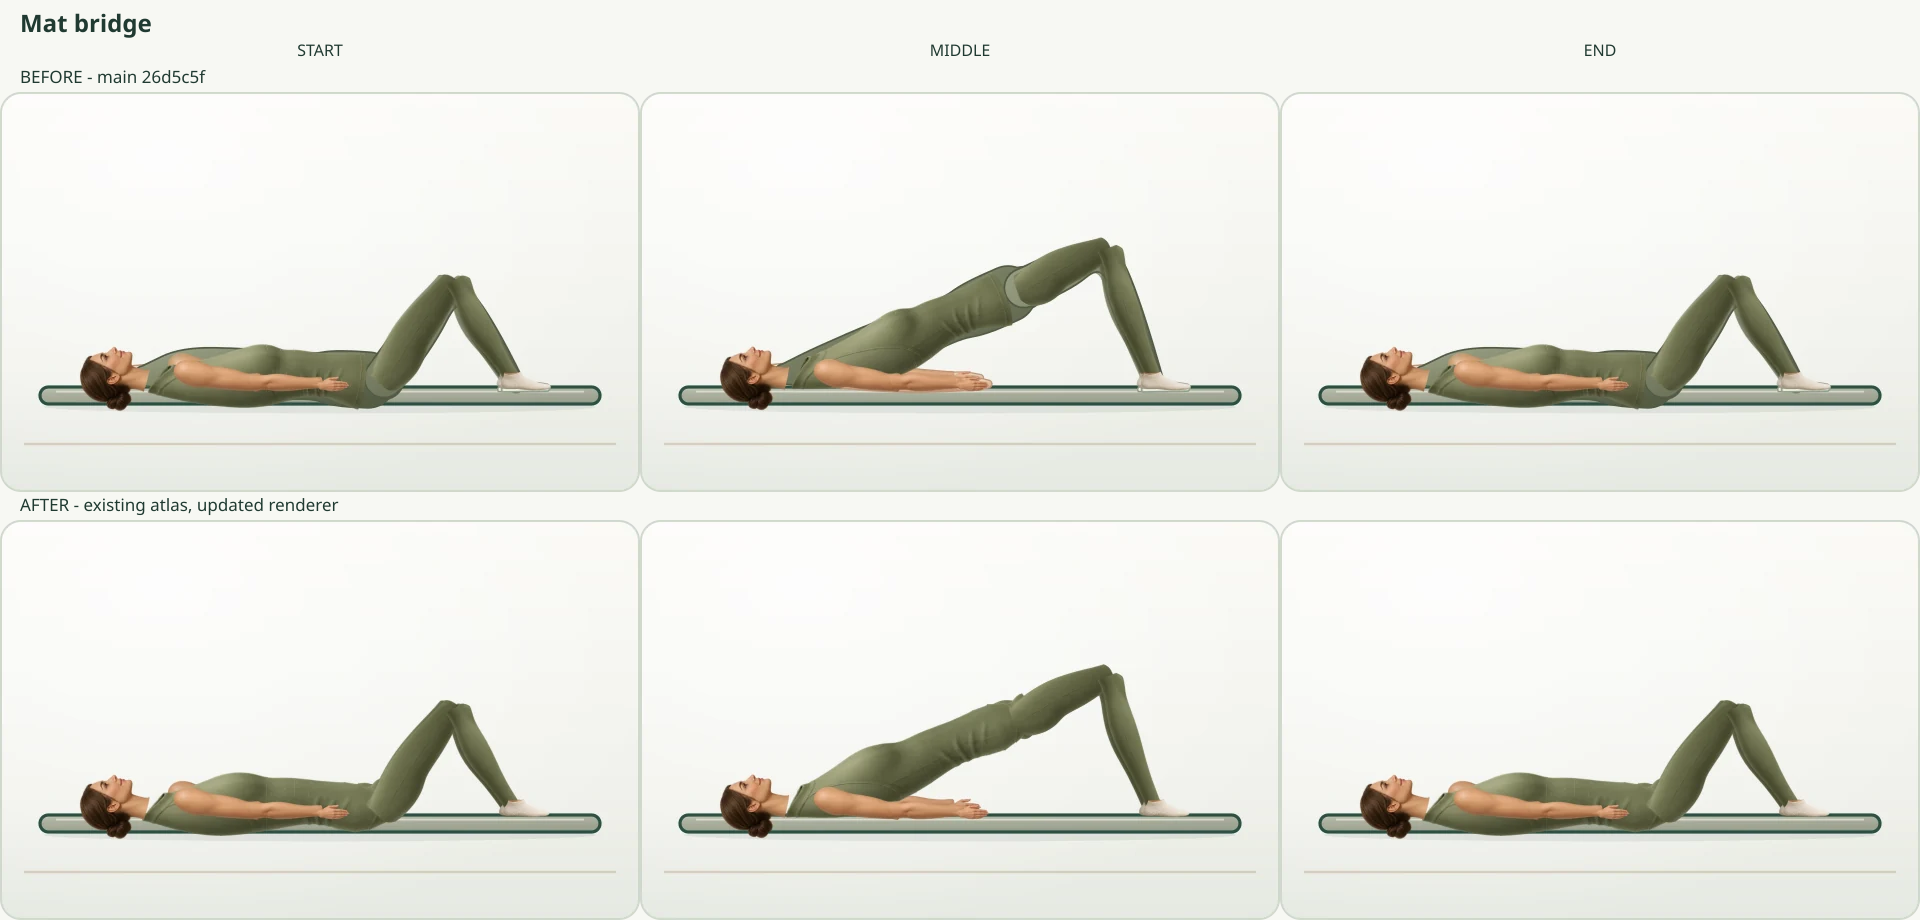 Mat bridge
START
MIDDLE
END
BEFORE - main 26d5c5f
AFTER - existing atlas, updated renderer